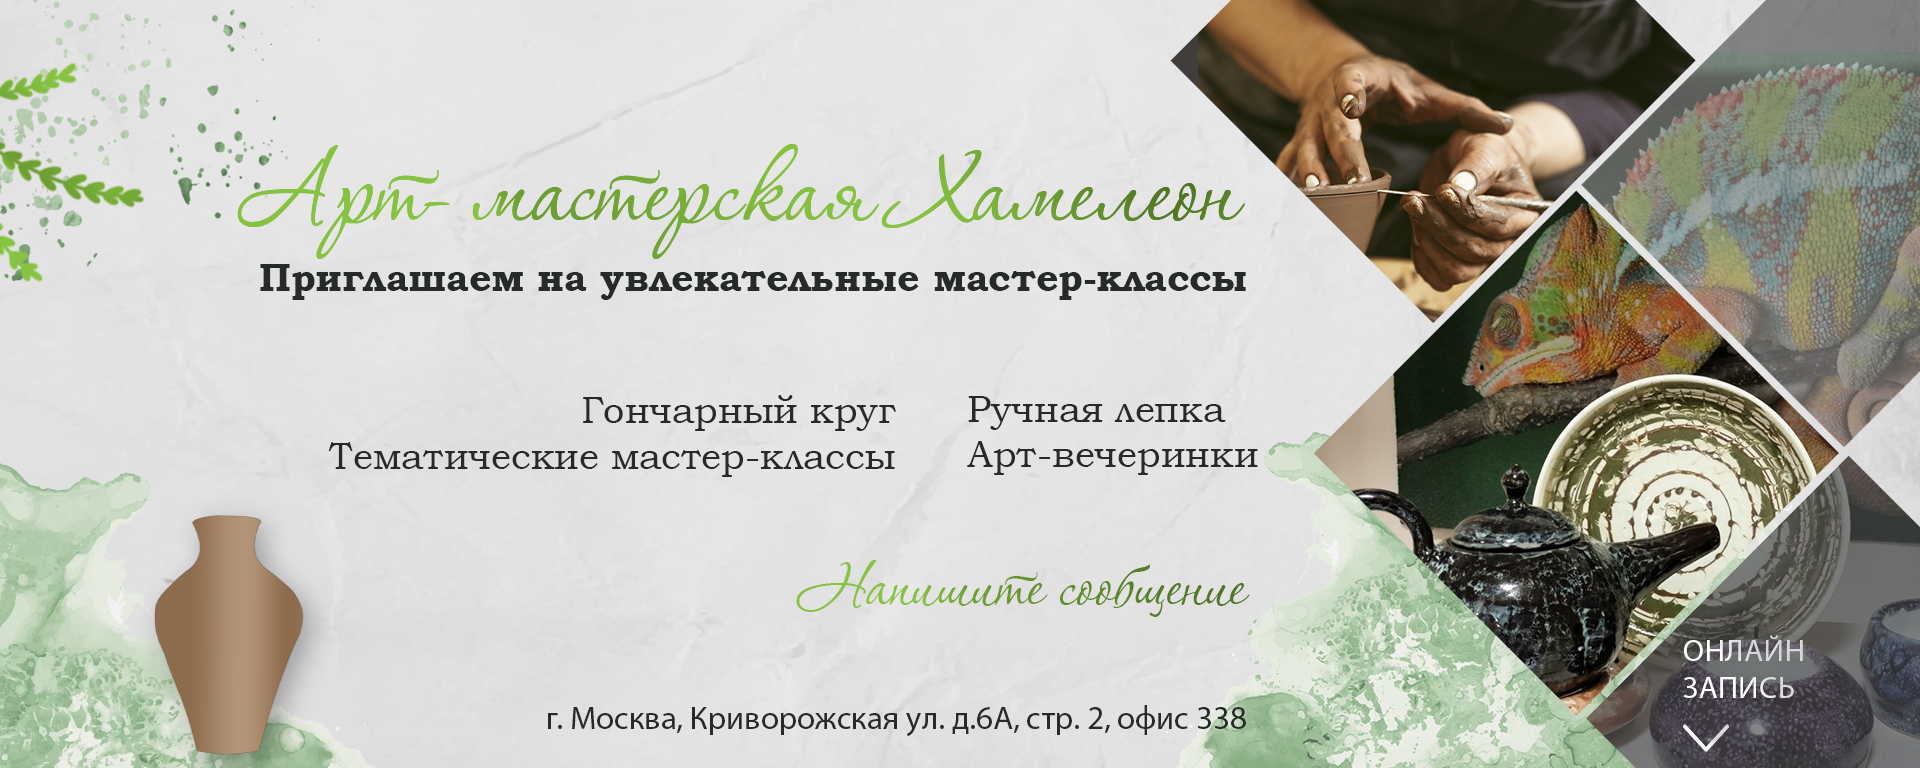 Арт-мастерская Хамелеон
Приглашаем на увлекательные мастер-классы
Гончарный круг
Тематические мастер-классы
Ручная лепка
Арт-вечеринки
Напишите сообщение
г. Москва, Криворожская ул. д.6А, стр. 2, офис 338
ОНЛАЙН
ЗАПИСЬ